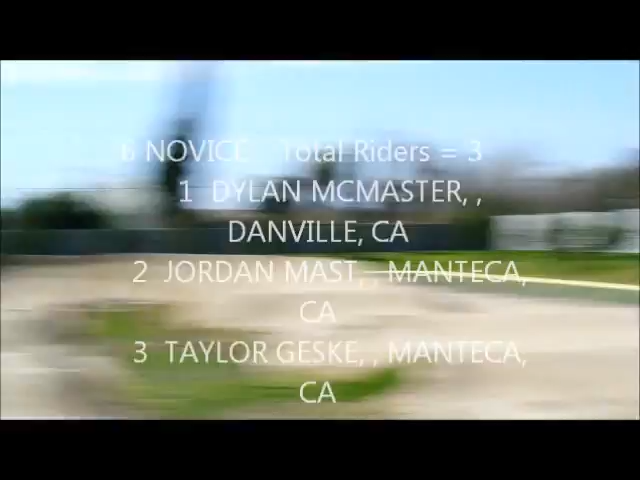 6 NOVICE Total Riders = 3
1 DYLAN MCMASTER, ,
DANVILLE, CA
2 JORDAN MAST, , MANTECA,
CA
3 TAYLOR GESKE, , MANTECA,
CA